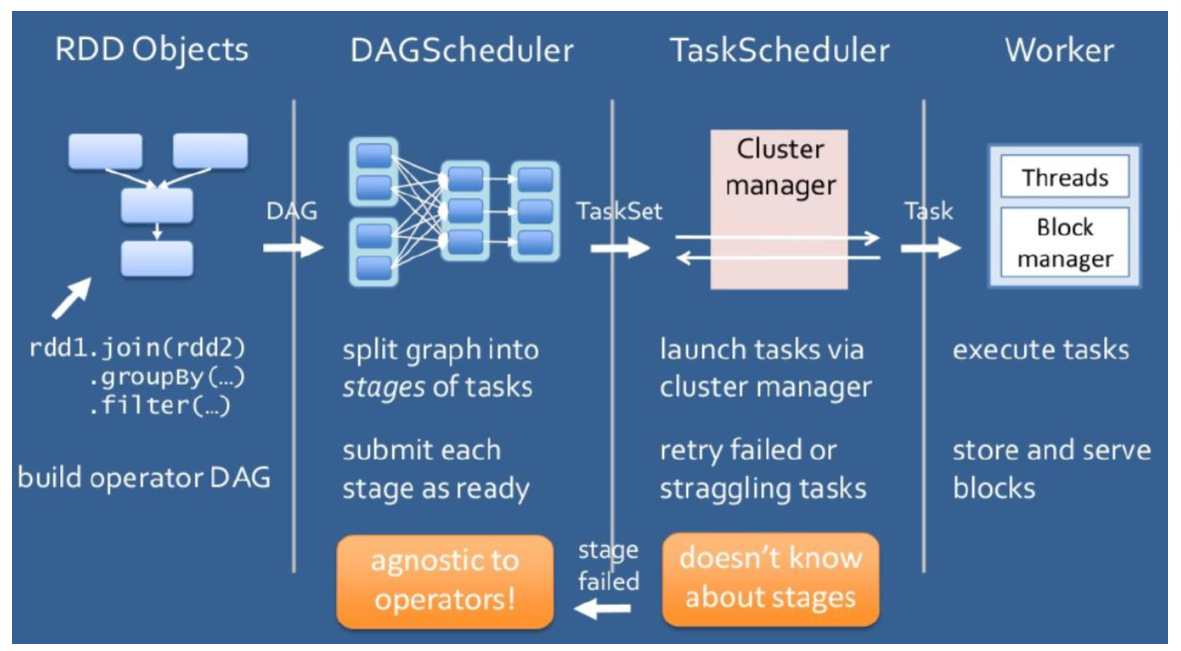 RDD Objects
DAGScheduler
TaskScheduler
Worker
DAG
rdd1.join(rdd2)
.groupBy(…)
.filter(…)
build operator DAG
split graph into
stages of tasks
submit each
stage as ready
agnostic to
operators!
TaskSet
Cluster
manager
launch tasks via
cluster manager
retry failed or
straggling tasks
stage
failed
doesn’t know
about stages
Task
Threads
Block
manager
execute tasks
store and serve
blocks